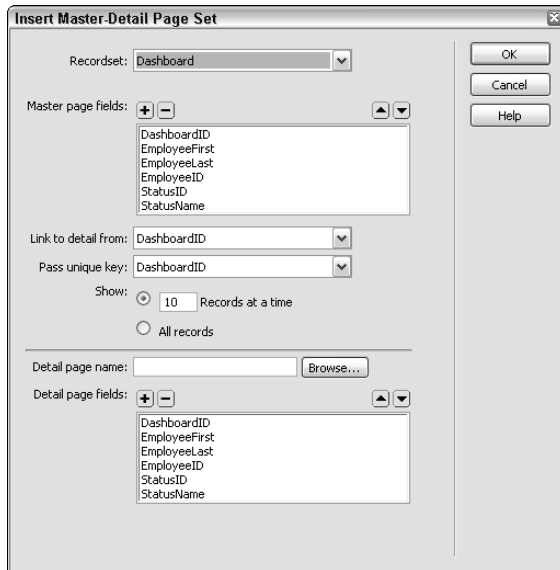 Insert Master-Detail Page Set
Recordset: Dashboard
OK
Cancel
Help
Master page fields:
DashboardID
EmployeeFirst
EmployeeLast
EmployeeID
StatusID
StatusName
Link to detail from: DashboardID
Pass unique key: DashboardID
Show: 10 Records at a time
All records
Detail page name: Browse...
Detail page fields:
DashboardID
EmployeeFirst
EmployeeLast
EmployeeID
StatusID
StatusName